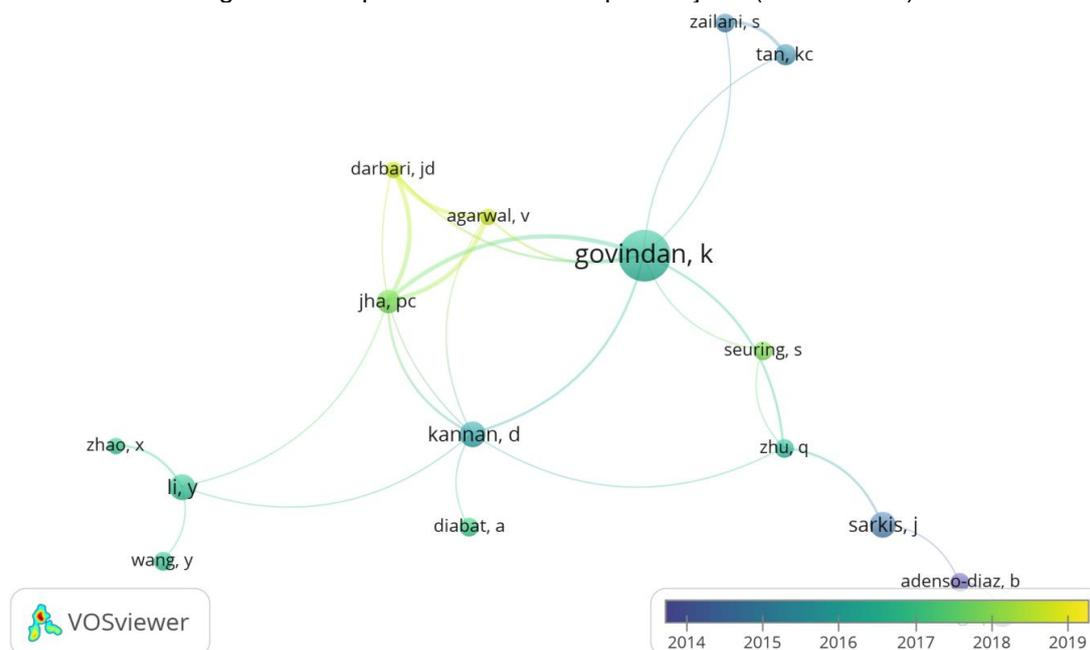 zailani, s
tan, kc
darbari, jd
agarwal, v
govindan, k
jha, pc
seuring, s
kannan, d
zhu, q
zhao, x
li, y
diabat, a
sarkis, j
wang, y
adenso-diaz, b
VOSviewer
2014 2015 2016 2017 2018 2019